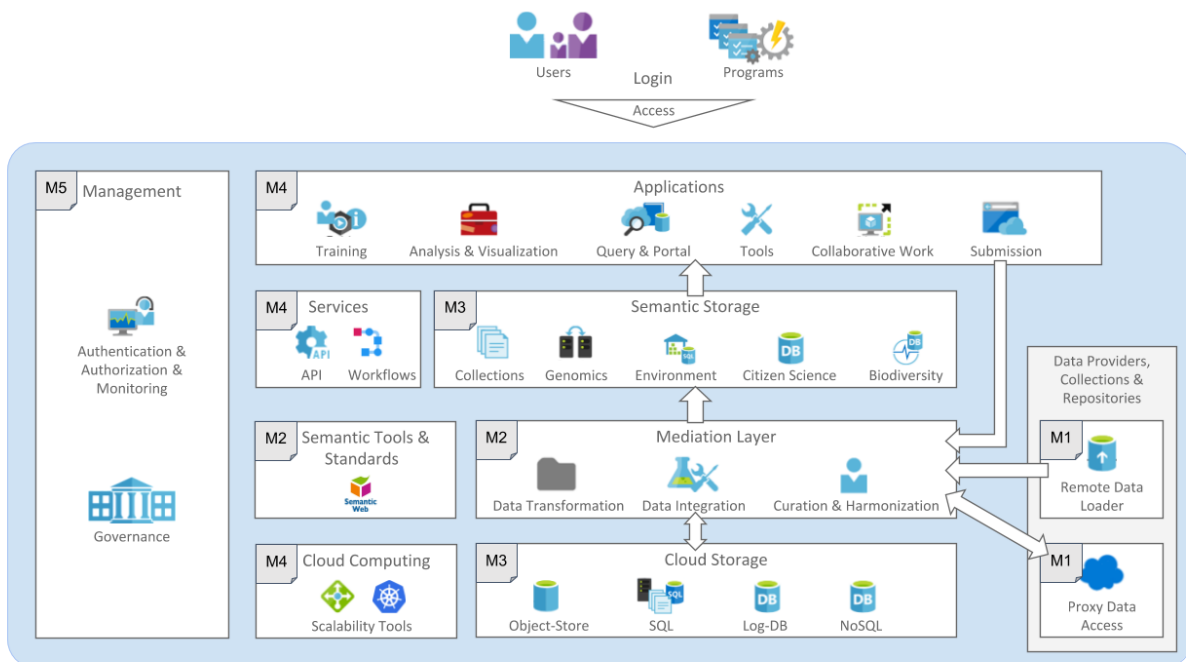 Users
Programs
Login
Access
M5
Management
Authentication &
Authorization &
Monitoring
Governance
M4
Applications
Training
Analysis & Visualization
Query & Portal
Tools
Collaborative Work
Submission
M4
Services
API
API
Workflows
M3
Semantic Storage
SQL
DB
DB
Collections
Genomics
Environment
Citizen Science
Biodiversity
Data Providers,
Collections &
Repositories
M2
Semantic Tools &
Standards
Semantic
Web
M2
Mediation Layer
Data Transformation
Data Integration
Curation & Harmonization
M1
Remote Data
Loader
M4
Cloud Computing
Scalability Tools
M3
Cloud Storage
SQL
DB
DB
Object-Store
SQL
Log-DB
NoSQL
M1
Proxy Data
Access